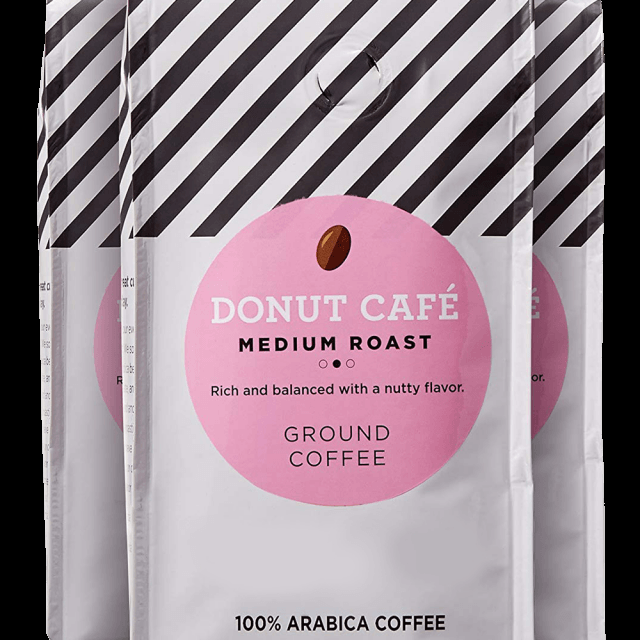 DONUT CAFÉ
MEDIUM ROAST
Rich and balanced with a nutty flavor.
GROUND
COFFEE
100% ARABICA COFFEE